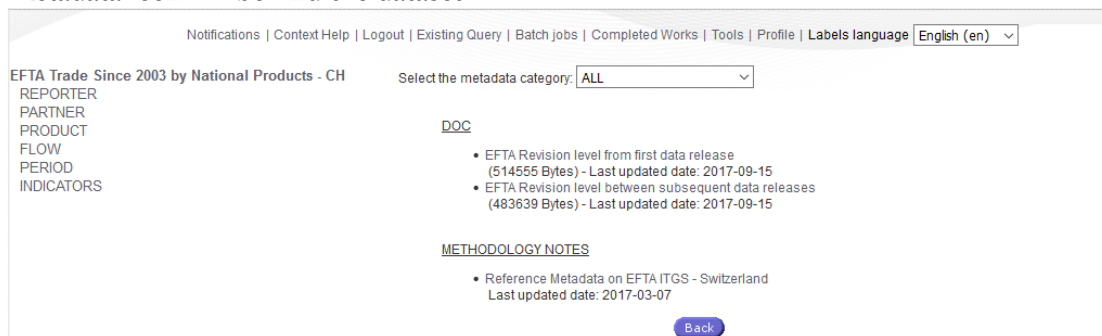 Notifications | Context Help | Logout | Existing Query | Batch jobs | Completed Works | Tools | Profile | Labels language English (en)
EFTA Trade Since 2003 by National Products - CH
REPORTER
PARTNER
PRODUCT
FLOW
PERIOD
INDICATORS
Select the metadata category: ALL
DOC
• EFTA Revision level from first data release
(514555 Bytes) - Last updated date: 2017-09-15
• EFTA Revision level between subsequent data releases
(483639 Bytes) - Last updated date: 2017-09-15
METHODOLOGY NOTES
• Reference Metadata on EFTA ITGS - Switzerland
Last updated date: 2017-03-07
Back